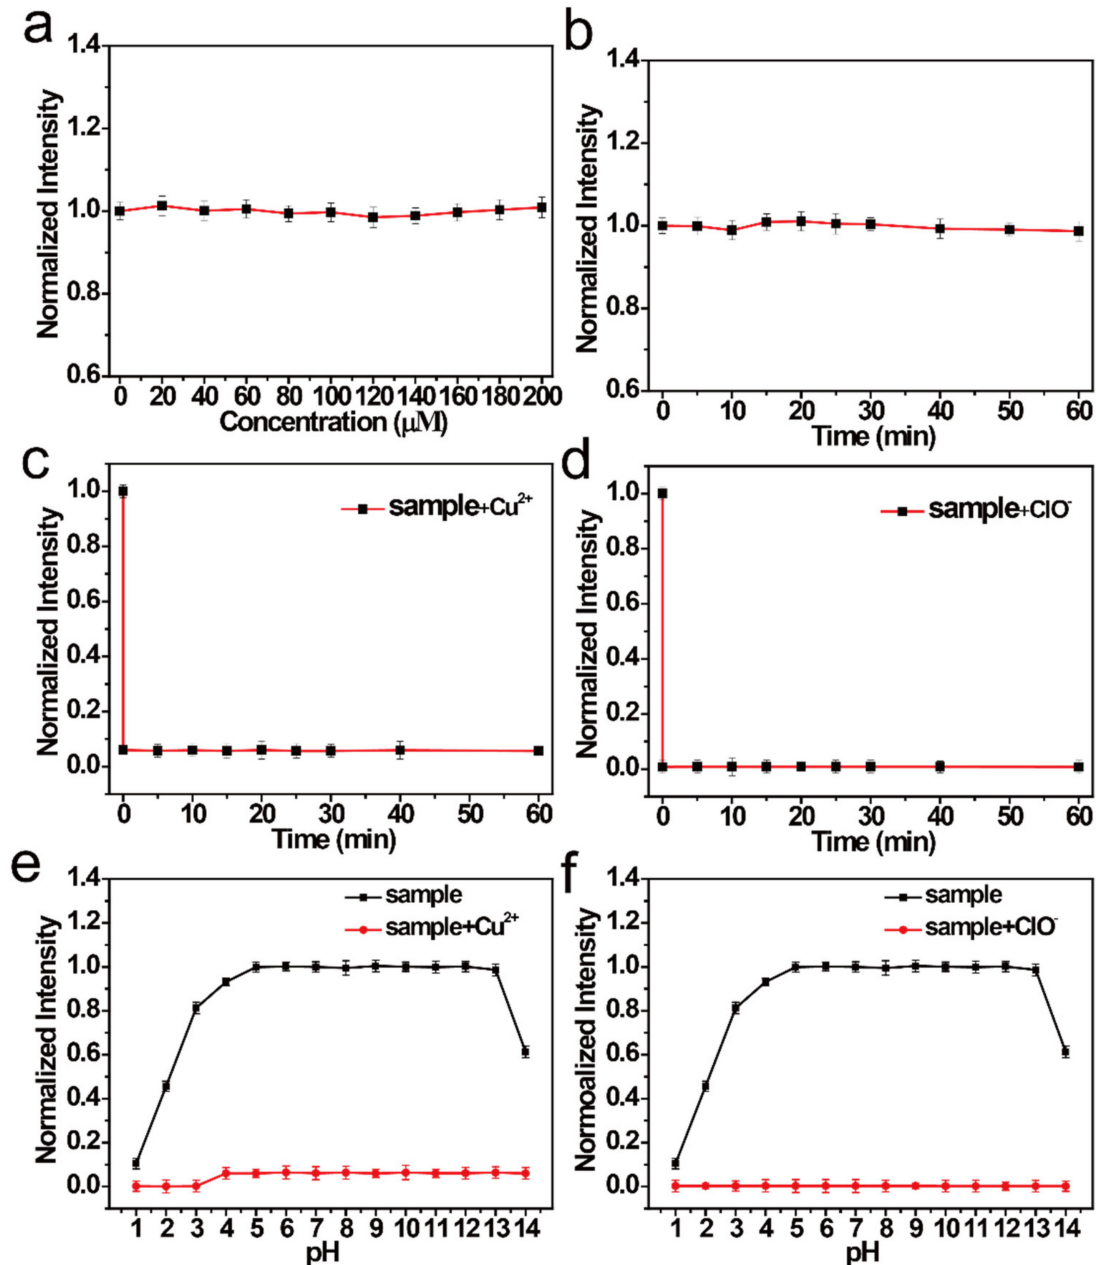 a
1.4
1.2
1.0
0.8
0.6
Normalized Intensity
0 20 40 60 80 100 120 140 160 180 200
Concentration (μM)
b
1.4
1.2
1.0
0.8
0.6
Normalized Intensity
0 10 20 30 40 50 60
Time (min)
c
1.0
0.8
0.6
0.4
0.2
0.0
Normalized Intensity
sample+Cu²⁺
0 10 20 30 40 50 60
Time (min)
d
1.0
0.8
0.6
0.4
0.2
0.0
Normalized Intensity
sample+ClO⁻
0 10 20 30 40 50 60
Time (min)
e
1.4
1.2
1.0
0.8
0.6
0.4
0.2
0.0
Normalized Intensity
sample
sample+Cu²⁺
1 2 3 4 5 6 7 8 9 10 11 12 13 14
pH
f
1.4
1.2
1.0
0.8
0.6
0.4
0.2
0.0
Normoalized Intensity
sample
sample+ClO⁻
1 2 3 4 5 6 7 8 9 10 11 12 13 14
pH